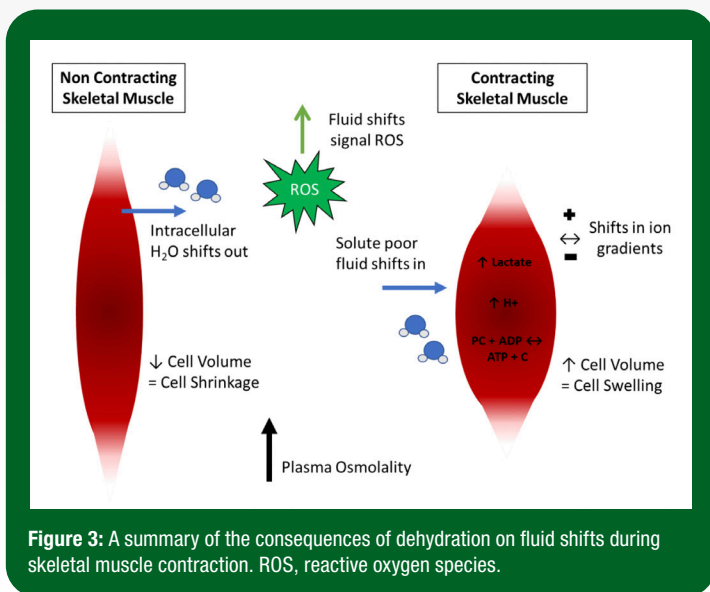 Non Contracting
Skeletal Muscle
Intracellular
H₂O shifts out
↓ Cell Volume
= Cell Shrinkage
Fluid shifts
signal ROS
ROS
Solute poor
fluid shifts in
Plasma Osmolality
Contracting
Skeletal Muscle
↑ Lactate
↑ H+
PC + ADP ↔
ATP + C
+
↔
-
Shifts in ion
gradients
↑ Cell Volume
= Cell Swelling
Figure 3: A summary of the consequences of dehydration on fluid shifts during
skeletal muscle contraction. ROS, reactive oxygen species.